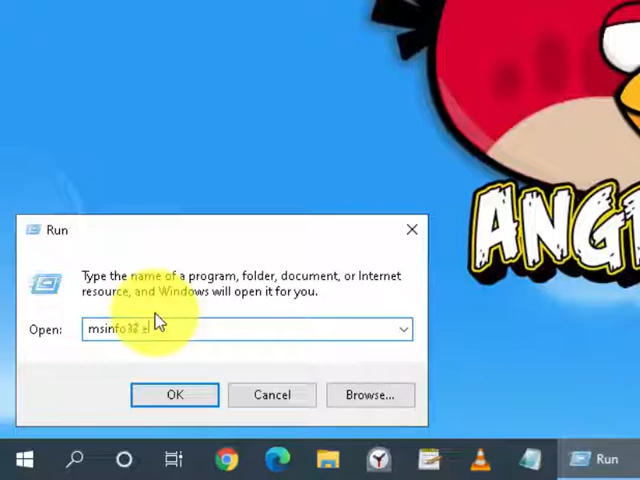 ANG
Run
Type the name of a program, folder, document, or Internet
resource, and Windows will open it for you.
Open:
OK
Cancel
Browse...
Run